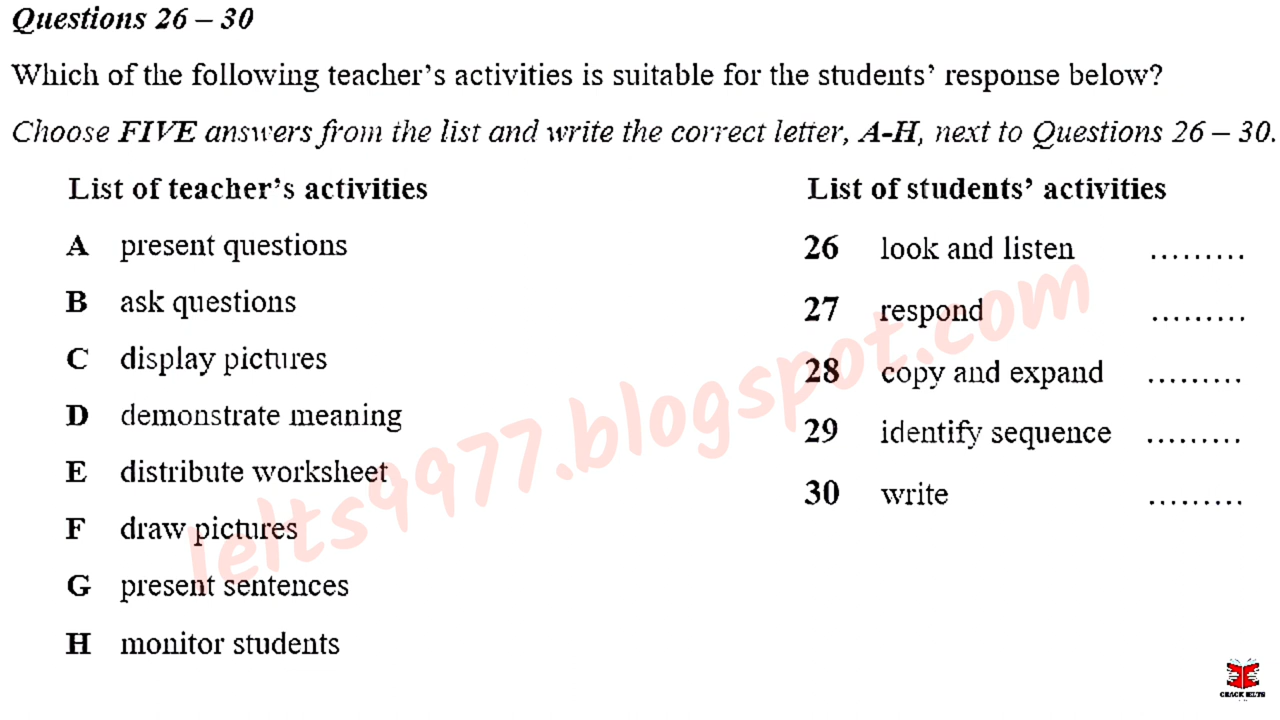 Questions 26 – 30
Which of the following teacher’s activities is suitable for the students’ response below?
Choose FIVE answers from the list and write the correct letter, A-H, next to Questions 26 – 30.
List of teacher’s activities
A present questions
B ask questions
C display pictures
D demonstrate meaning
E distribute worksheet
F draw pictures
G present sentences
H monitor students
List of students’ activities
26 look and listen ………
27 respond ………
28 copy and expand ………
29 identify sequence ………
30 write ………
Ielts9977.blogspot.com
CRACK IELTS